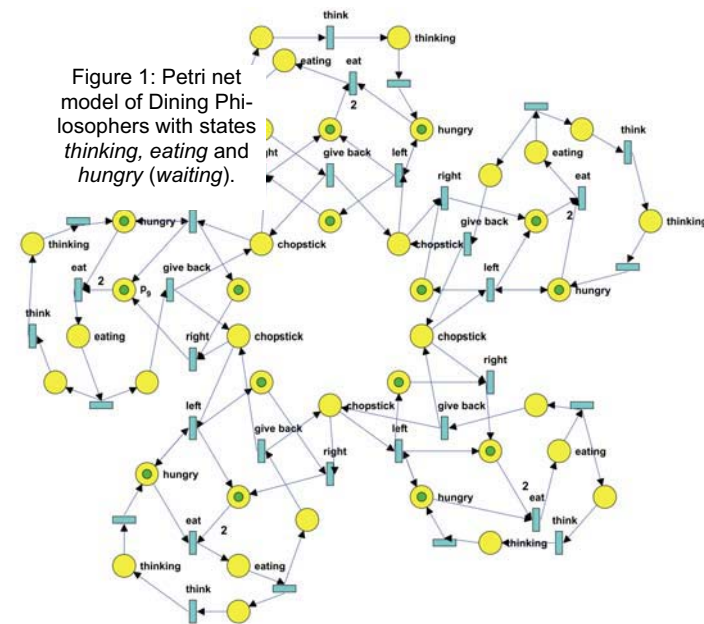 think
thinking
eating
eat
Figure 1: Petri net
model of Dining Phi-
losophers with states
thinking, eating and
hungry (waiting).
2
hungry
think
ght
give back
left
eating
right
eat
hungry
give back
2
thinking
thinking
chopstick
chopstick
eat
2
give back
left
p9
hungry
think
eating
right
chopstick
chopstick
right
left
chopstick
give back
give back
left
right
eating
hungry
2
hungry
eat
eat
2
think
thinking
thinking
eating
think